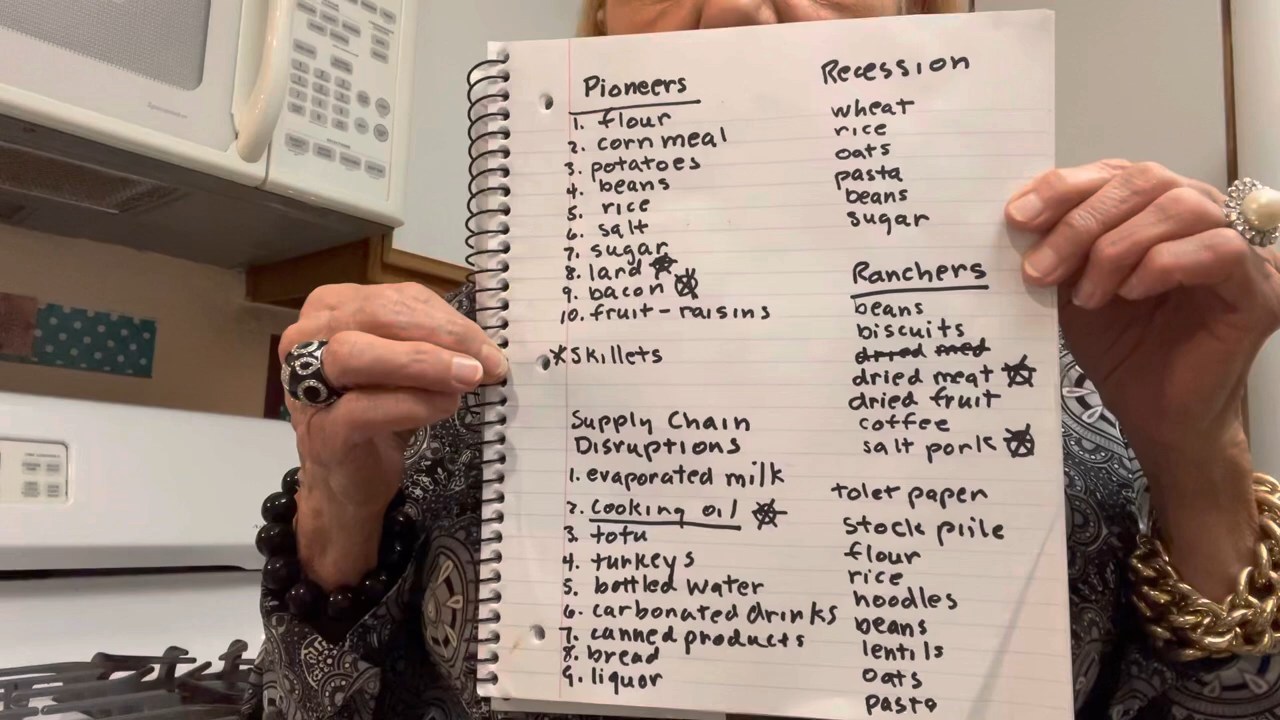 Pioneers
1. flour
2. corn meal
3. potatoes
4. beans
5. rice
6. salt
7. sugar
8. lard
9. bacon
10. fruit - raisins
*skillets
Supply Chain
Disruptions
1. evaporated milk
2. cooking oil
3. tofu
4. turkeys
5. bottled water
6. carbonated drinks
7. canned products
8. bread
9. liquor
Recession
wheat
rice
oats
pasta
beans
sugar
Ranchers
beans
biscuits
dried med
dried meat
dried fruit
coffee
salt pork
tolet paper
stock piile
flour
rice
noodles
beans
lentils
oats
pasta